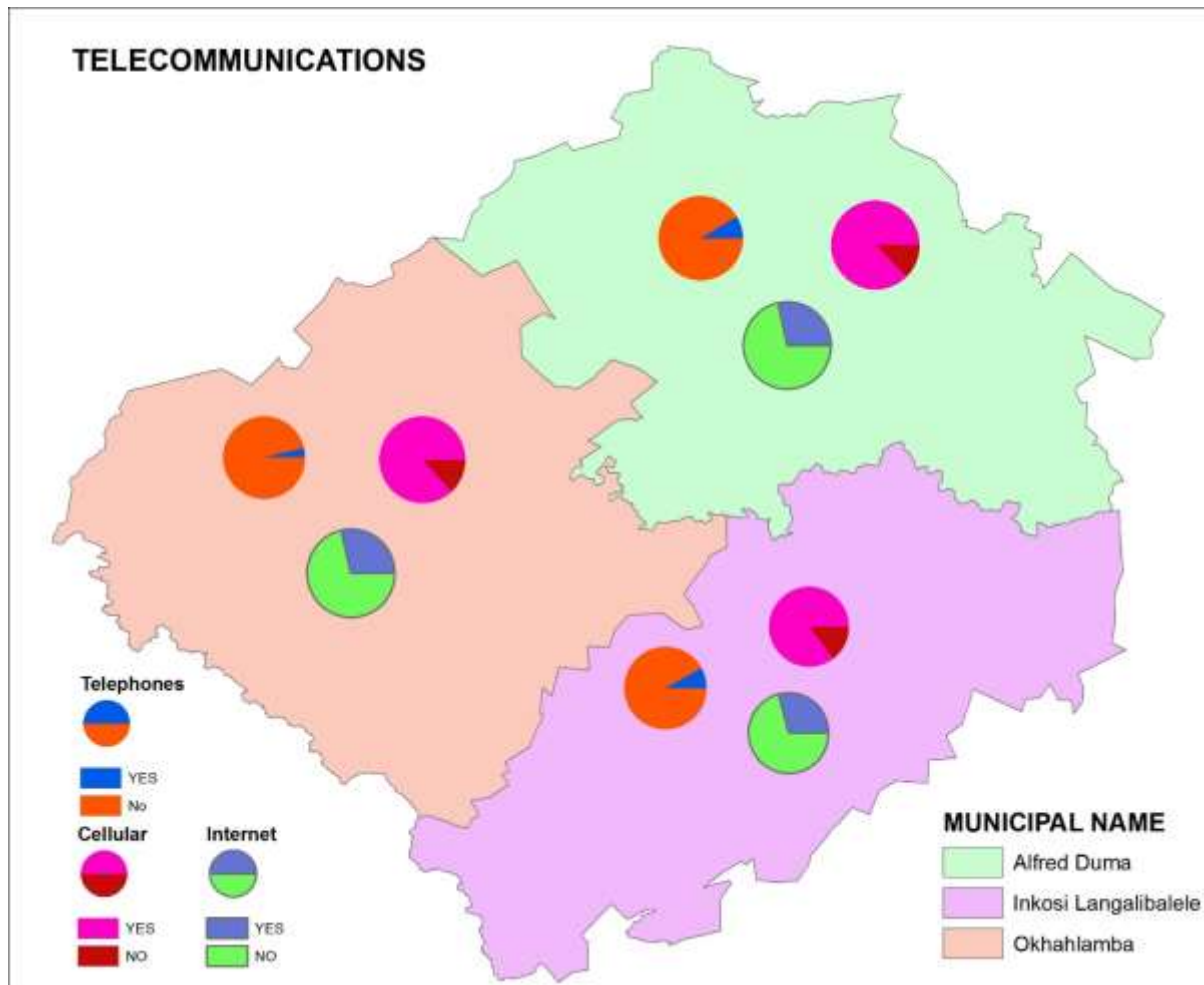 TELECOMMUNICATIONS
Telephones
YES
No
Cellular
YES
NO
Internet
YES
NO
MUNICIPAL NAME
Alfred Duma
Inkosi Langalibalele
Okhahlamba